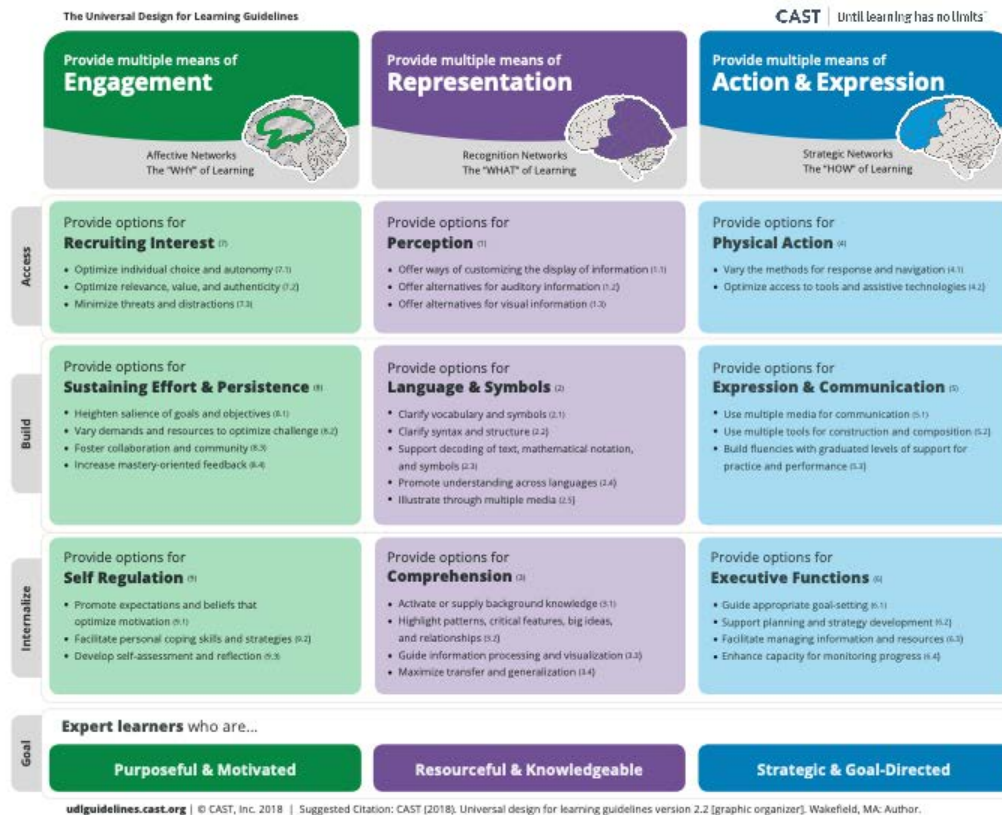 The Universal Design for Learning Guidelines
CAST | Until learning has no limits™
Provide multiple means of
Engagement
Affective Networks
The "WHY" of Learning
Provide multiple means of
Representation
Recognition Networks
The "WHAT" of Learning
Provide multiple means of
Action & Expression
Strategic Networks
The "HOW" of Learning
Access
Provide options for
Recruiting Interest (7)
• Optimize individual choice and autonomy (7.1)
• Optimize relevance, value, and authenticity (7.2)
• Minimize threats and distractions (7.3)
Provide options for
Perception (1)
• Offer ways of customizing the display of information (1.1)
• Offer alternatives for auditory information (1.2)
• Offer alternatives for visual information (1.3)
Provide options for
Physical Action (4)
• Vary the methods for response and navigation (4.1)
• Optimize access to tools and assistive technologies (4.2)
Build
Provide options for
Sustaining Effort & Persistence (8)
• Heighten salience of goals and objectives (8.1)
• Vary demands and resources to optimize challenge (8.2)
• Foster collaboration and community (8.3)
• Increase mastery-oriented feedback (8.4)
Provide options for
Language & Symbols (2)
• Clarify vocabulary and symbols (2.1)
• Clarify syntax and structure (2.2)
• Support decoding of text, mathematical notation,
and symbols (2.3)
• Promote understanding across languages (2.4)
• Illustrate through multiple media (2.5)
Provide options for
Expression & Communication (5)
• Use multiple media for communication (5.1)
• Use multiple tools for construction and composition (5.2)
• Build fluencies with graduated levels of support for
practice and performance (5.3)
Internalize
Provide options for
Self Regulation (9)
• Promote expectations and beliefs that
optimize motivation (9.1)
• Facilitate personal coping skills and strategies (9.2)
• Develop self-assessment and reflection (9.3)
Provide options for
Comprehension (3)
• Activate or supply background knowledge (3.1)
• Highlight patterns, critical features, big ideas,
and relationships (3.2)
• Guide information processing and visualization (3.3)
• Maximize transfer and generalization (3.4)
Provide options for
Executive Functions (6)
• Guide appropriate goal-setting (6.1)
• Support planning and strategy development (6.2)
• Facilitate managing information and resources (6.3)
• Enhance capacity for monitoring progress (6.4)
Goal
Expert learners who are...
Purposeful & Motivated
Resourceful & Knowledgeable
Strategic & Goal-Directed
udlguidelines.cast.org | © CAST, Inc. 2018 | Suggested Citation: CAST (2018). Universal design for learning guidelines version 2.2 [graphic organizer]. Wakefield, MA: Author.